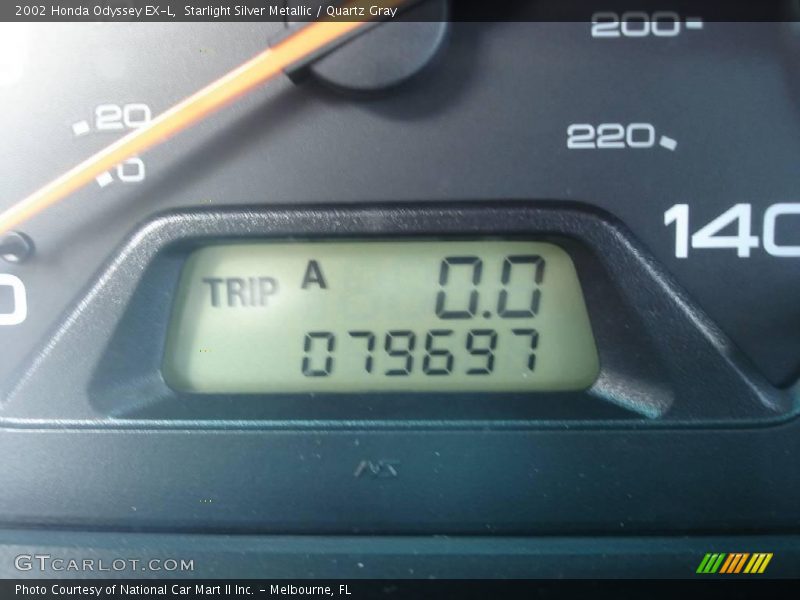 2002 Honda Odyssey EX-L, Starlight Silver Metallic / Quartz Gray
200
20
220
0
140
0
TRIP A 0.0
079697
GTCARLOT.COM
Photo Courtesy of National Car Mart II Inc. - Melbourne, FL